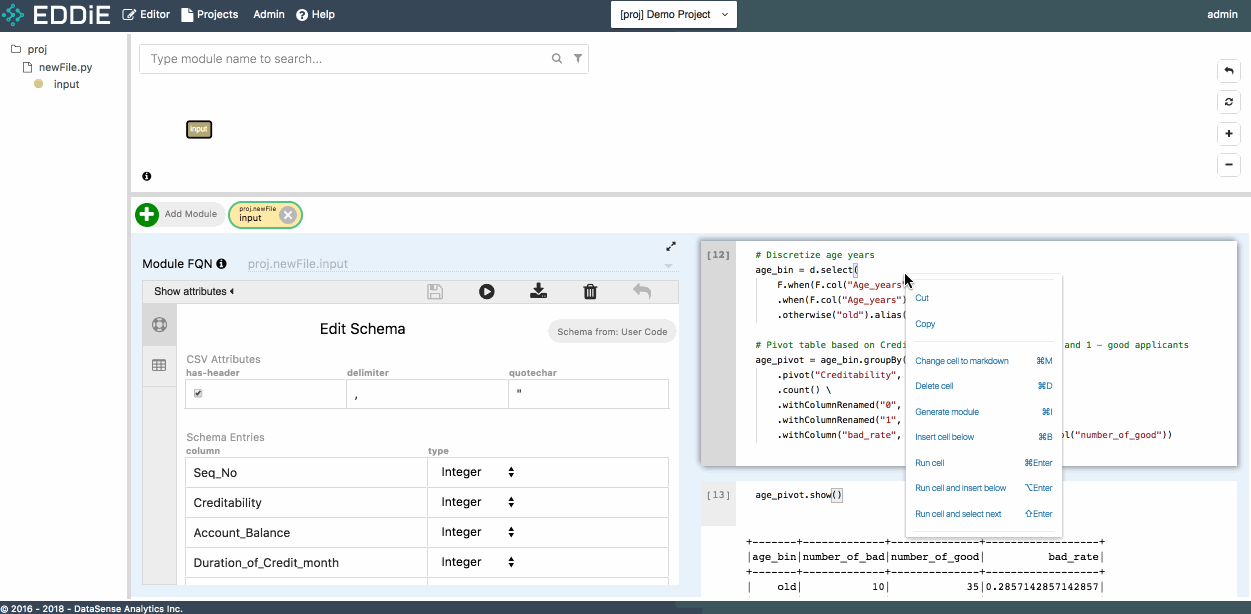 EDDiE Editor Projects Admin Help [proj] Demo Project admin
proj
newFile.py
input
Type module name to search...
input
Add Module
proj.newFile
input
Module FQN
proj.newFile.input
Show attributes
Edit Schema
Schema from: User Code
CSV Attributes
has-header delimiter quotechar
, "
Schema Entries
column type
Seq_No Integer
Creditability Integer
Account_Balance Integer
Duration_of_Credit_month Integer
[12]
# Discretize age years
age_bin = d.select(
F.when(F.col("Age_years"
.when(F.col("Age_years")
.otherwise("old").alias(
# Pivot table based on Credi and 1 - good applicants
age_pivot = age_bin.groupBy(
.pivot("Creditability",
.count() \
.withColumnRenamed("0",
.withColumnRenamed("1",
.withColumn("bad_rate", ol("number_of_good"))
Cut
Copy
Change cell to markdown ⌘M
Delete cell ⌘D
Generate module ⌘I
Insert cell below ⌘B
Run cell ⌘Enter
Run cell and insert below ⌥Enter
Run cell and select next ⇧Enter
[13]
age_pivot.show()
+-------+-------------+--------------+------------------+
|age_bin|number_of_bad|number_of_good| bad_rate|
+-------+-------------+--------------+------------------+
| old| 10| 35|0.2857142857142857|
© 2016 - 2018 - DataSense Analytics Inc.